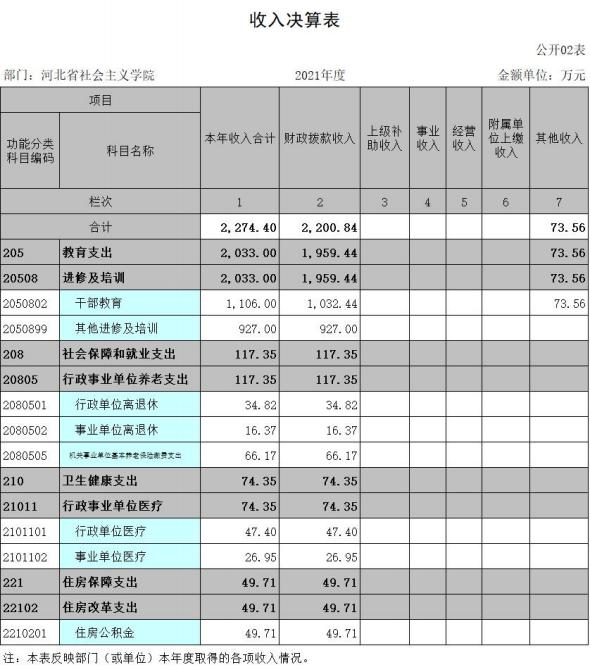 收入决算表
公开02表
部门：河北省社会主义学院 2021年度 金额单位：万元
项目 本年收入合计 财政拨款收入 上级补助收入 事业收入 经营收入 附属单位上缴收入 其他收入
功能分类科目编码 科目名称
栏次 1 2 3 4 5 6 7
合计 2,274.40 2,200.84 73.56
205 教育支出 2,033.00 1,959.44 73.56
20508 进修及培训 2,033.00 1,959.44 73.56
2050802 干部教育 1,106.00 1,032.44 73.56
2050899 其他进修及培训 927.00 927.00
208 社会保障和就业支出 117.35 117.35
20805 行政事业单位养老支出 117.35 117.35
2080501 行政单位离退休 34.82 34.82
2080502 事业单位离退休 16.37 16.37
2080505 机关事业单位基本养老保险缴费支出 66.17 66.17
210 卫生健康支出 74.35 74.35
21011 行政事业单位医疗 74.35 74.35
2101101 行政单位医疗 47.40 47.40
2101102 事业单位医疗 26.95 26.95
221 住房保障支出 49.71 49.71
22102 住房改革支出 49.71 49.71
2210201 住房公积金 49.71 49.71
注：本表反映部门（或单位）本年度取得的各项收入情况。